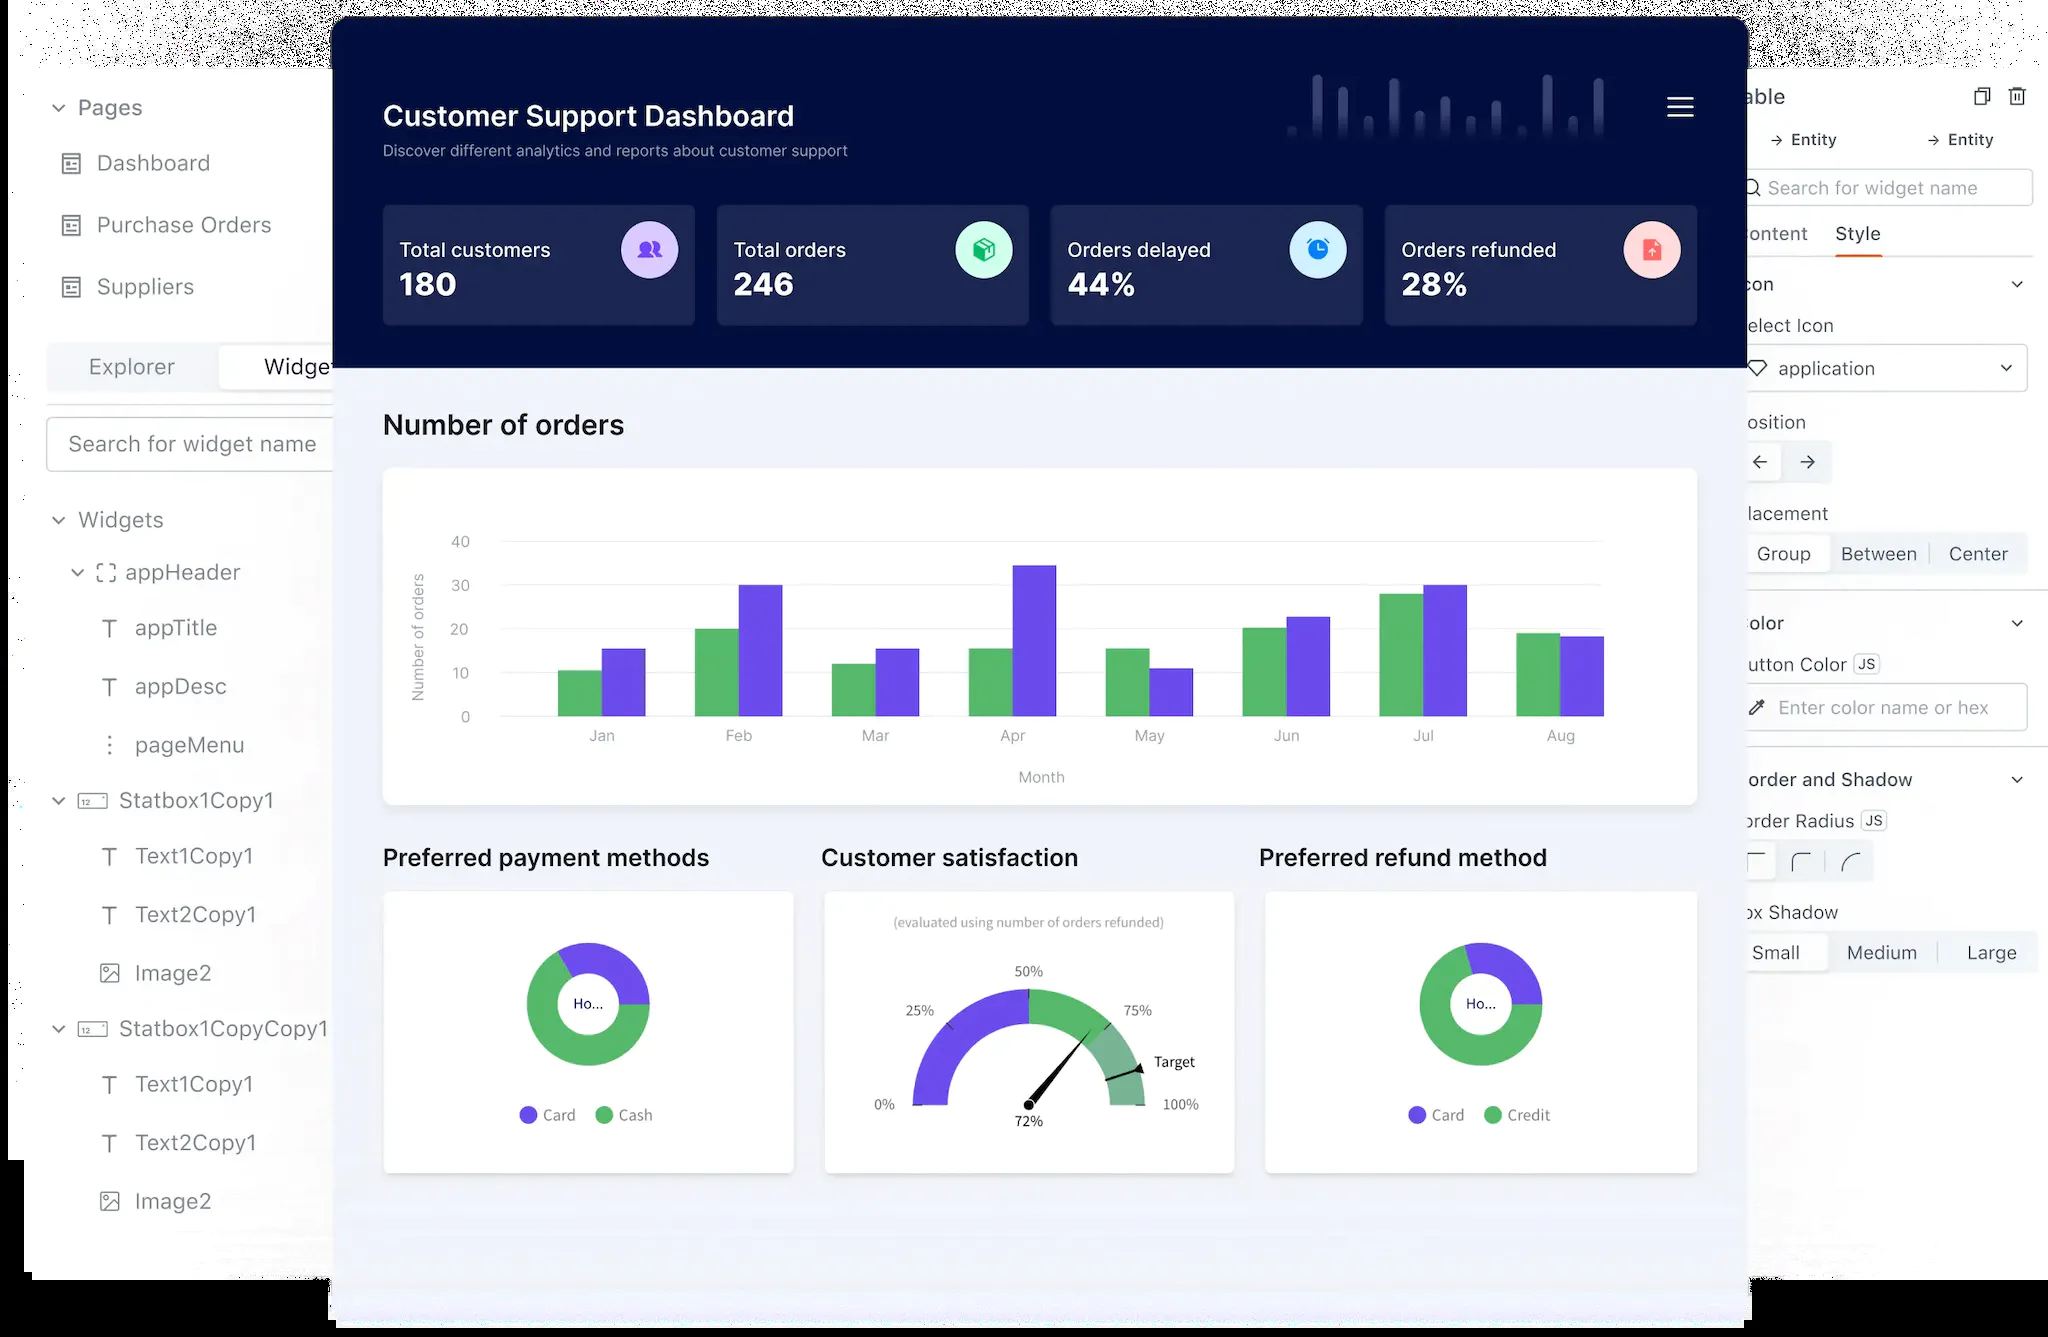 Pages
Dashboard
Purchase Orders
Suppliers
Explorer
Widge
Search for widget name
Widgets
appHeader
appTitle
appDesc
pageMenu
12
Statbox1Copy1
Text1Copy1
Text2Copy1
Image2
12
Statbox1CopyCopy1
Text1Copy1
Text2Copy1
Image2
Customer Support Dashboard
Discover different analytics and reports about customer support
Total customers
180
Total orders
246
Orders delayed
44%
Orders refunded
28%
Number of orders
40
30
20
10
0
Number of orders
Jan Feb Mar Apr May Jun Jul Aug
Month
Preferred payment methods
Ho...
Card Cash
Customer satisfaction
(evaluated using number of orders refunded)
50%
25% 75%
Target
0% 100%
72%
Preferred refund method
Ho...
Card Credit
able
→ Entity → Entity
Search for widget name
ontent Style
con
elect Icon
application
osition
← →
lacement
Group Between Center
olor
utton Color JS
Enter color name or hex
order and Shadow
order Radius JS
ox Shadow
Small Medium Large